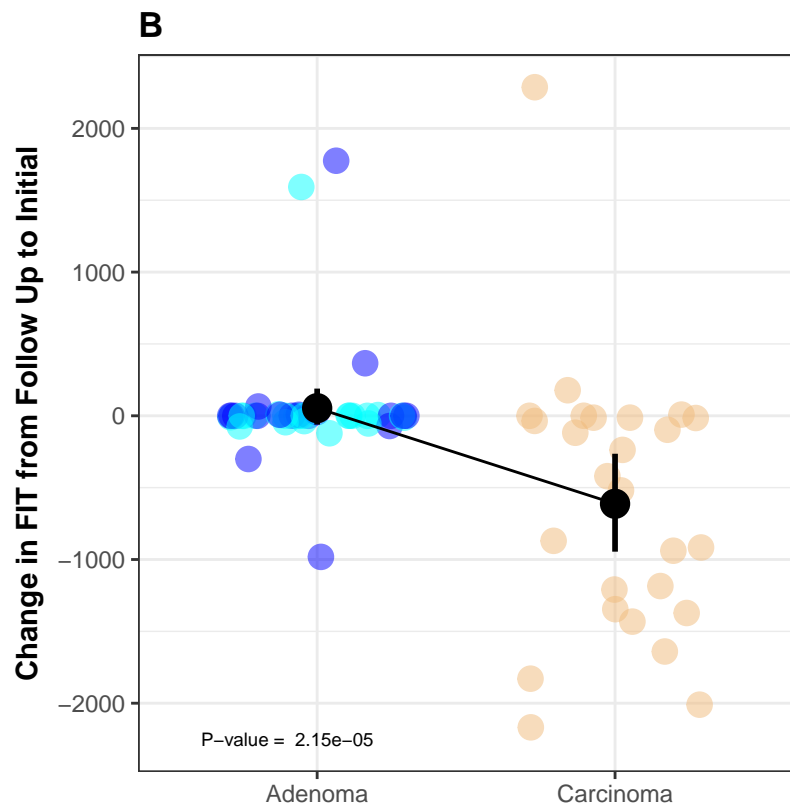 B
Change in FIT from Follow Up to Initial
2000
1000
0
−1000
−2000
P−value =  2.15e−05
Adenoma
Carcinoma